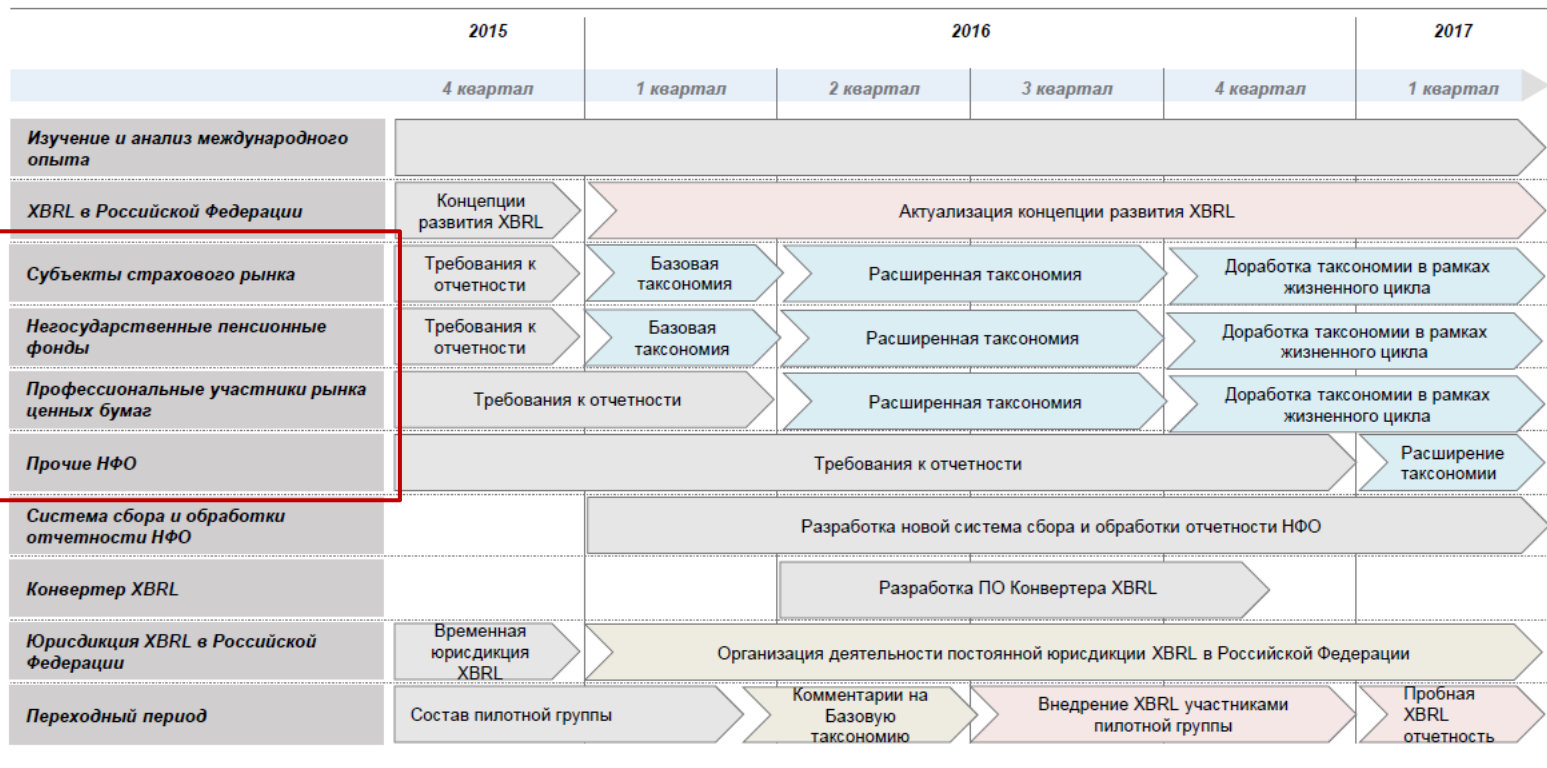 2015
2016
2017
4 квартал
1 квартал
2 квартал
3 квартал
4 квартал
1 квартал
Изучение и анализ международного
опыта
XBRL в Российской Федерации
Концепции
развития XBRL
Актуализация концепции развития XBRL
Субъекты страхового рынка
Требования к
отчетности
Базовая
таксономия
Расширенная таксономия
Доработка таксономии в рамках
жизненного цикла
Негосударственные пенсионные
фонды
Требования к
отчетности
Базовая
таксономия
Расширенная таксономия
Доработка таксономии в рамках
жизненного цикла
Профессиональные участники рынка
ценных бумаг
Требования к отчетности
Расширенная таксономия
Доработка таксономии в рамках
жизненного цикла
Прочие НФО
Требования к отчетности
Расширение
таксономии
Система сбора и обработки
отчетности НФО
Разработка новой система сбора и обработки отчетности НФО
Конвертер XBRL
Разработка ПО Конвертера XBRL
Юрисдикция XBRL в Российской
Федерации
Временная
юрисдикция
XBRL
Организация деятельности постоянной юрисдикции XBRL в Российской Федерации
Переходный период
Состав пилотной группы
Комментарии на
Базовую
таксономию
Внедрение XBRL участниками
пилотной группы
Пробная
XBRL
отчетность